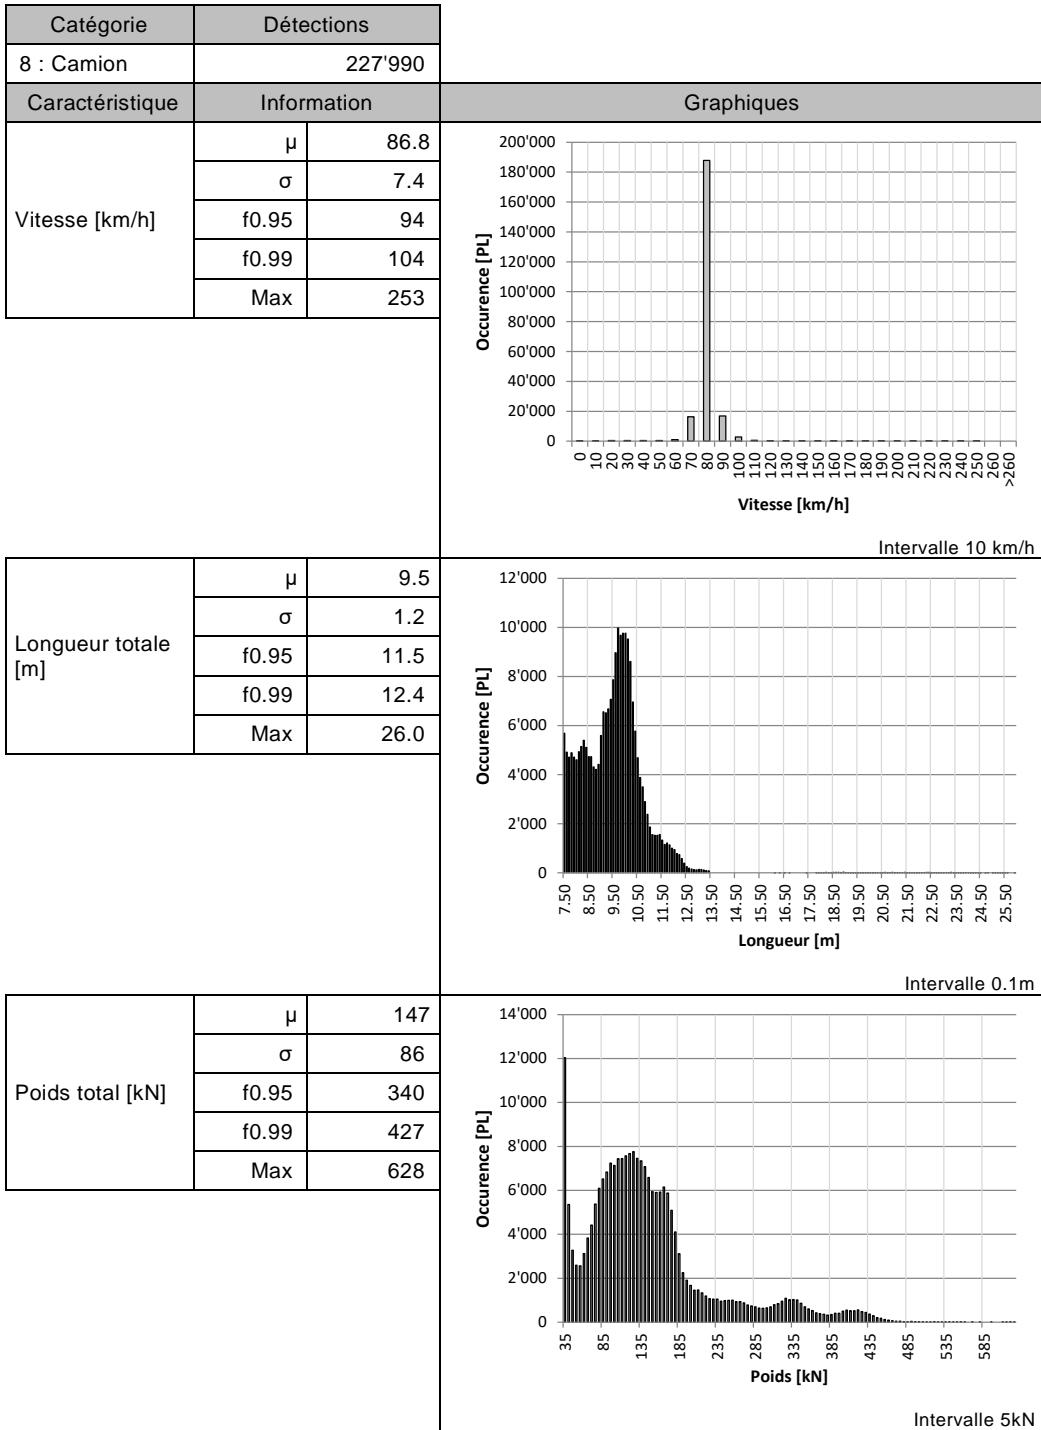 Catégorie Détections
8 : Camion 227'990
Caractéristique Information Graphiques
Vitesse [km/h]
µ 86.8
σ 7.4
f0.95 94
f0.99 104
Max 253
200'000
180'000
160'000
140'000
120'000
100'000
80'000
60'000
40'000
20'000
0
Occurence [PL]
0 10 20 30 40 50 60 70 80 90 100 110 120 130 140 150 160 170 180 190 200 210 220 230 240 250 260 >260
Vitesse [km/h]
Intervalle 10 km/h
Longueur totale
[m]
µ 9.5
σ 1.2
f0.95 11.5
f0.99 12.4
Max 26.0
12'000
10'000
8'000
6'000
4'000
2'000
0
Occurence [PL]
7.50 8.50 9.50 10.50 11.50 12.50 13.50 14.50 15.50 16.50 17.50 18.50 19.50 20.50 21.50 22.50 23.50 24.50 25.50
Longueur [m]
Intervalle 0.1m
Poids total [kN]
µ 147
σ 86
f0.95 340
f0.99 427
Max 628
14'000
12'000
10'000
8'000
6'000
4'000
2'000
0
Occurence [PL]
35 85 135 185 235 285 335 385 435 485 535 585
Poids [kN]
Intervalle 5kN